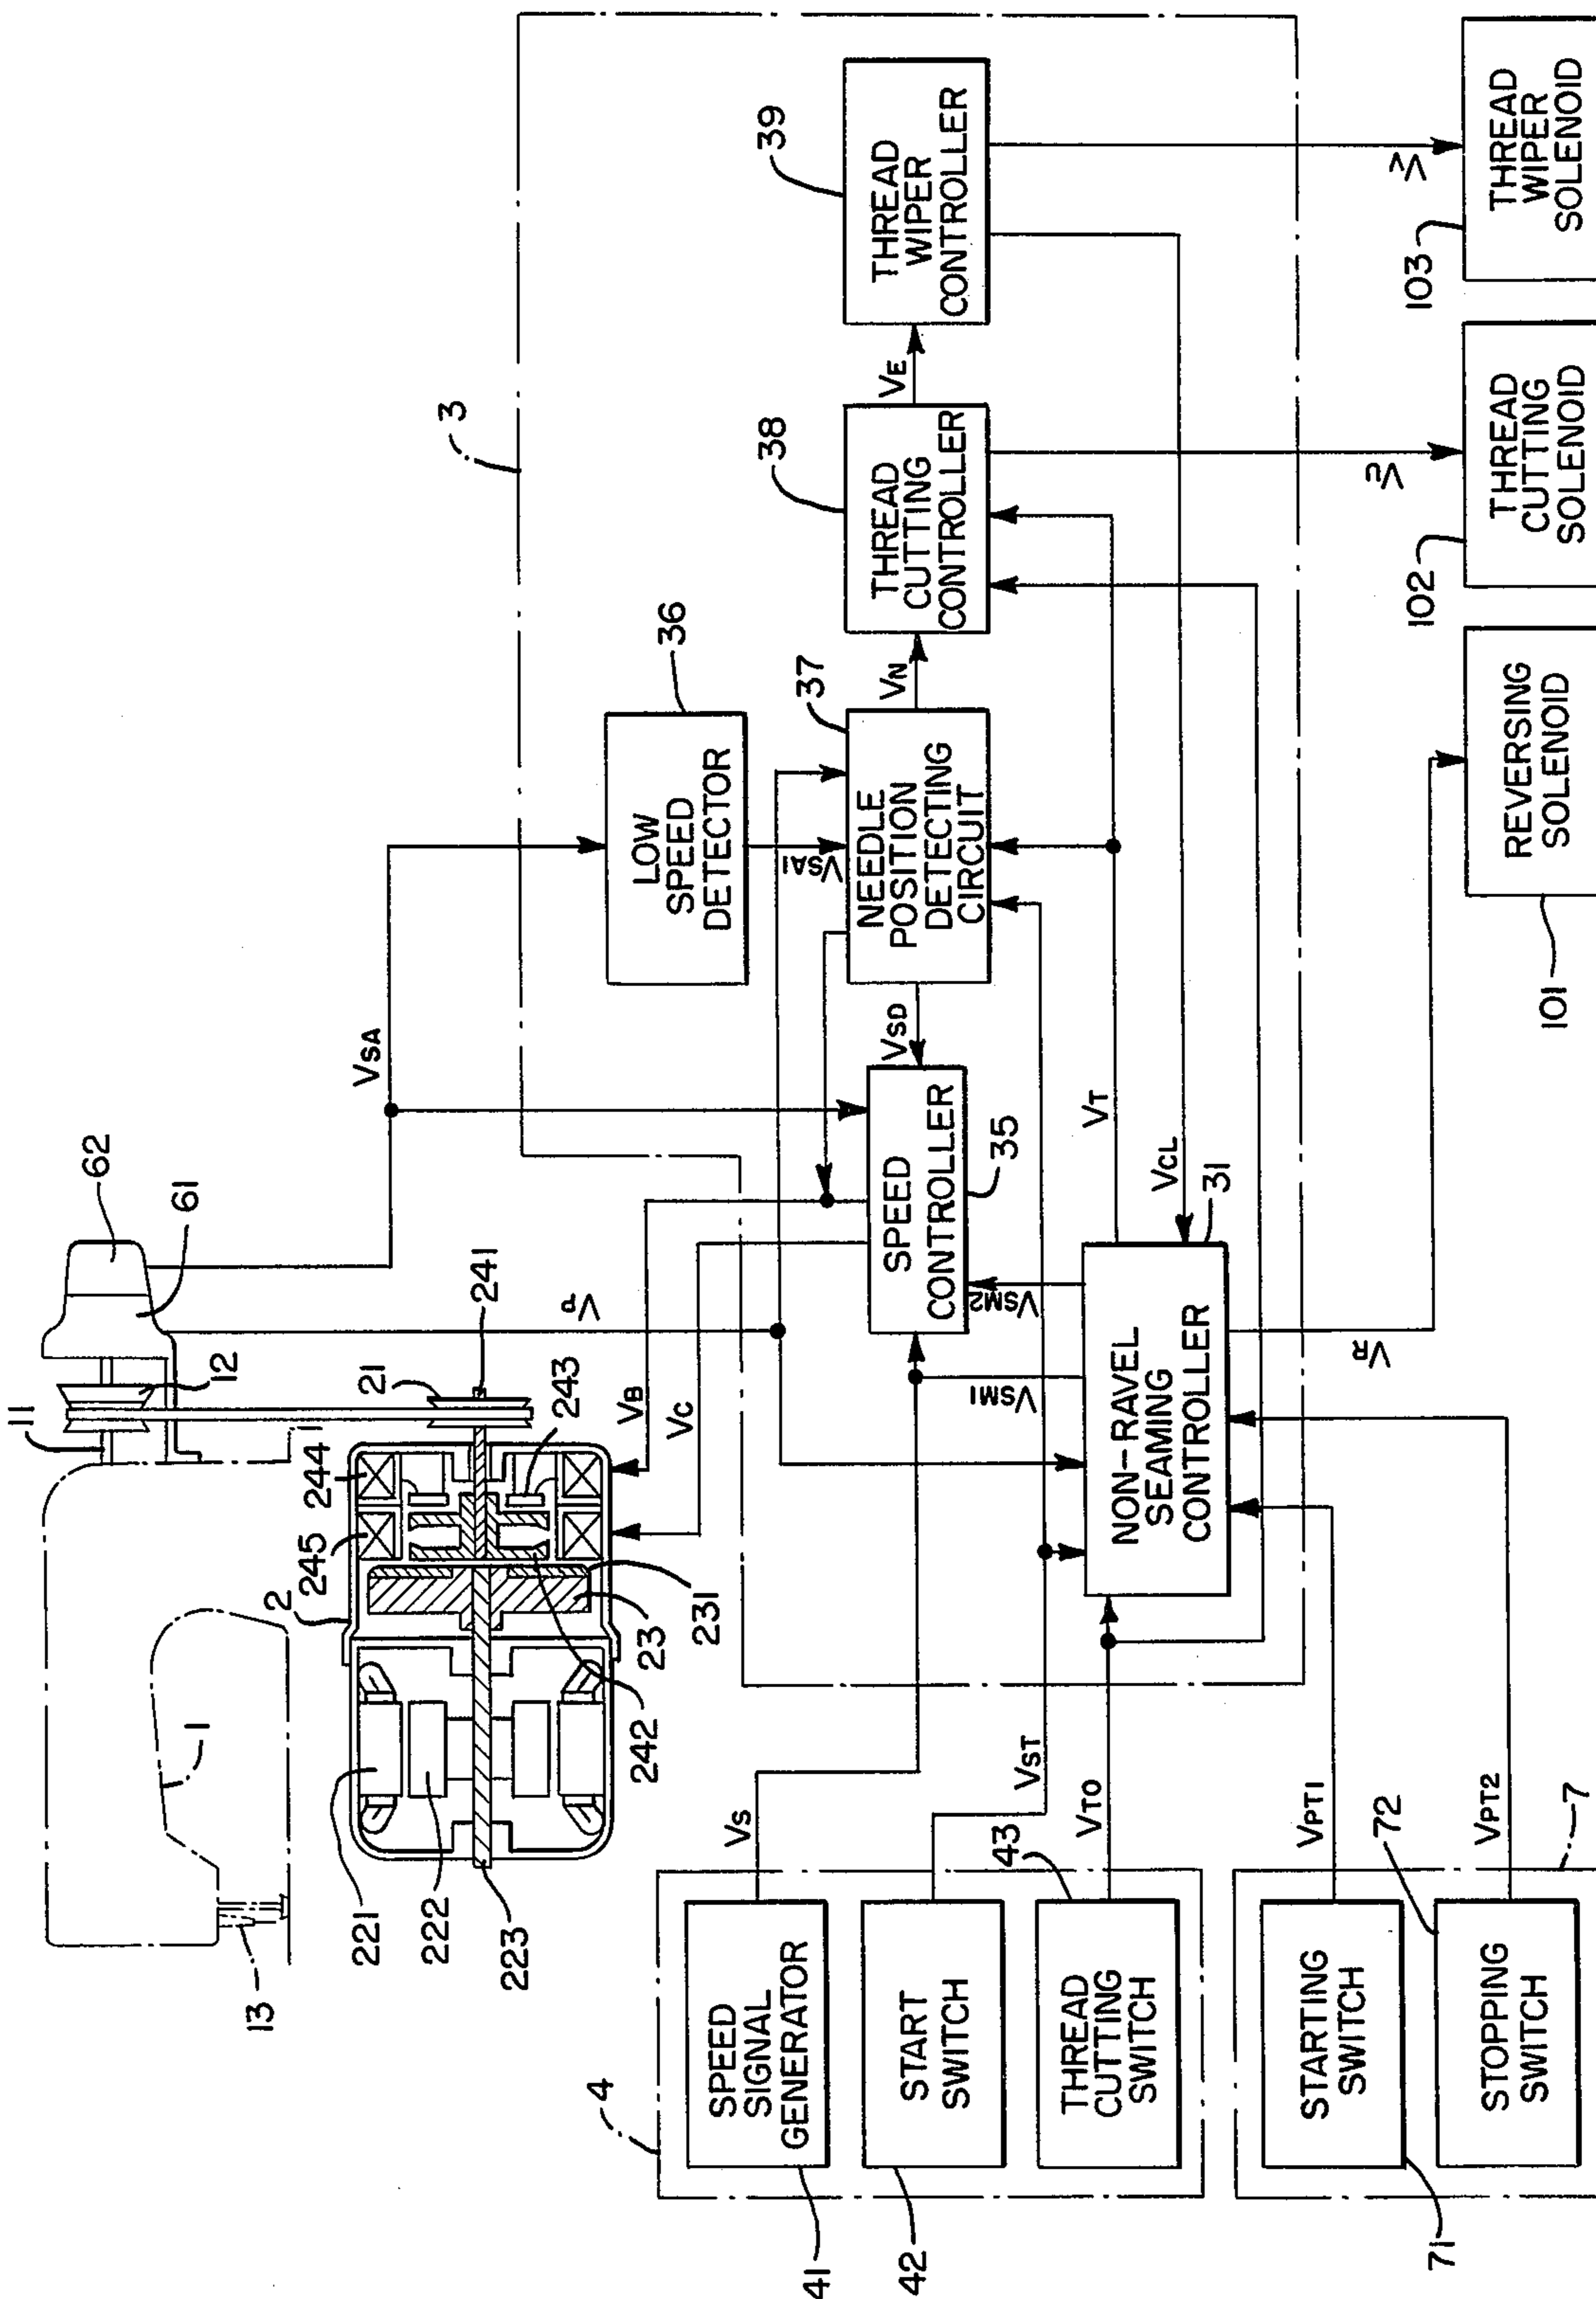 11
62
61
12
VSA
1
13
21
241
244
245
2
243
VP
VB
VC
221
222
223
242
23
231
3
LOW
SPEED
DETECTOR
36
VSA1
NEEDLE
POSITION
DETECTING
CIRCUIT
37
VN
THREAD
CUTTING
CONTROLLER
38
VE
THREAD
WIPER
CONTROLLER
39
SPEED
CONTROLLER
35
VSD
VSM1
VSM2
NON-RAVEL
SEAMING
CONTROLLER
31
VT
VCL
VR
VU
4
SPEED
SIGNAL
GENERATOR
41
VS
START
SWITCH
42
VST
THREAD
CUTTING
SWITCH
43
VTO
STARTING
SWITCH
71
VPT1
STOPPING
SWITCH
72
VPT2
7
REVERSING
SOLENOID
101
THREAD
CUTTING
SOLENOID
102
THREAD
WIPER
SOLENOID
103